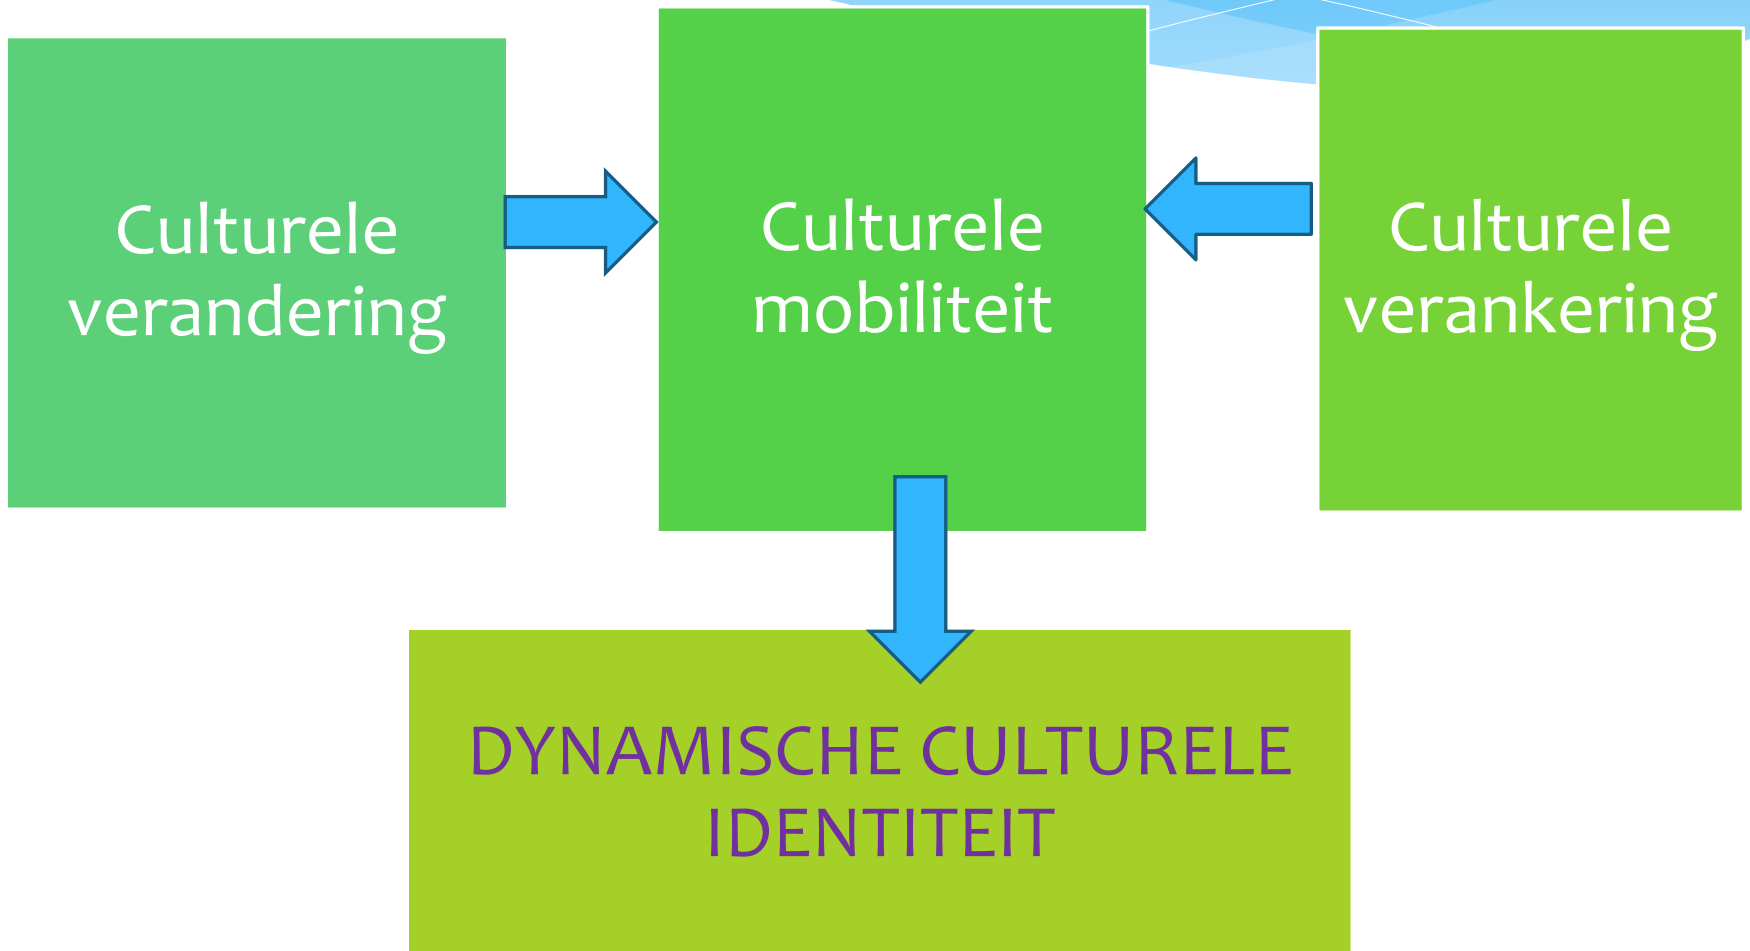 Culturele
verandering
Culturele
mobiliteit
Culturele
verankering
DYNAMISCHE CULTURELE
IDENTITEIT